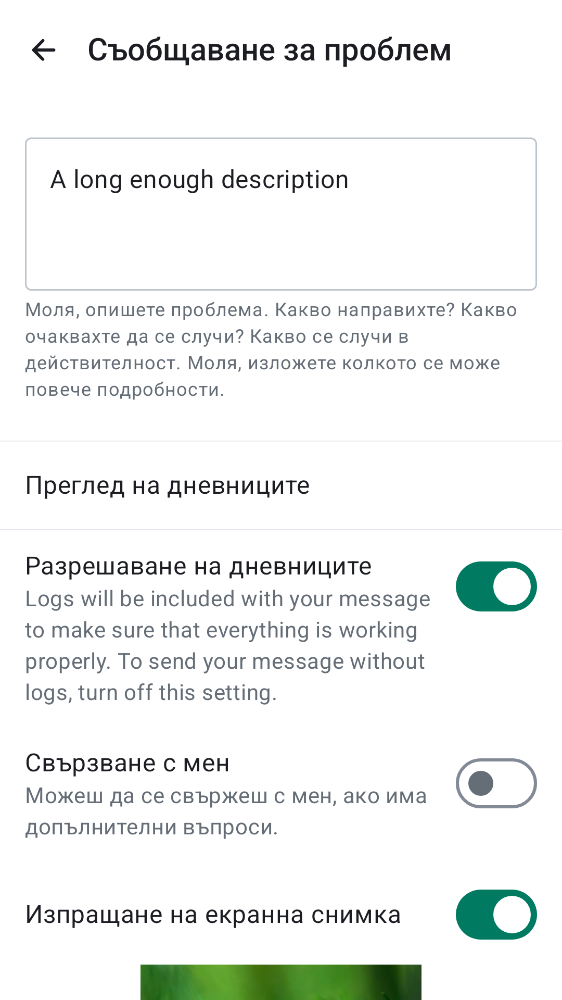 Съобщаване за проблем
A long enough description
Моля, опишете проблема. Какво направихте? Какво
очаквахте да се случи? Какво се случи в
действителност. Моля, изложете колкото се може
повече подробности.
Преглед на дневниците
Разрешаване на дневниците
Logs will be included with your message
to make sure that everything is working
properly. To send your message without
logs, turn off this setting.
Свързване с мен
Можеш да се свържеш с мен, ако има
допълнителни въпроси.
Изпращане на екранна снимка